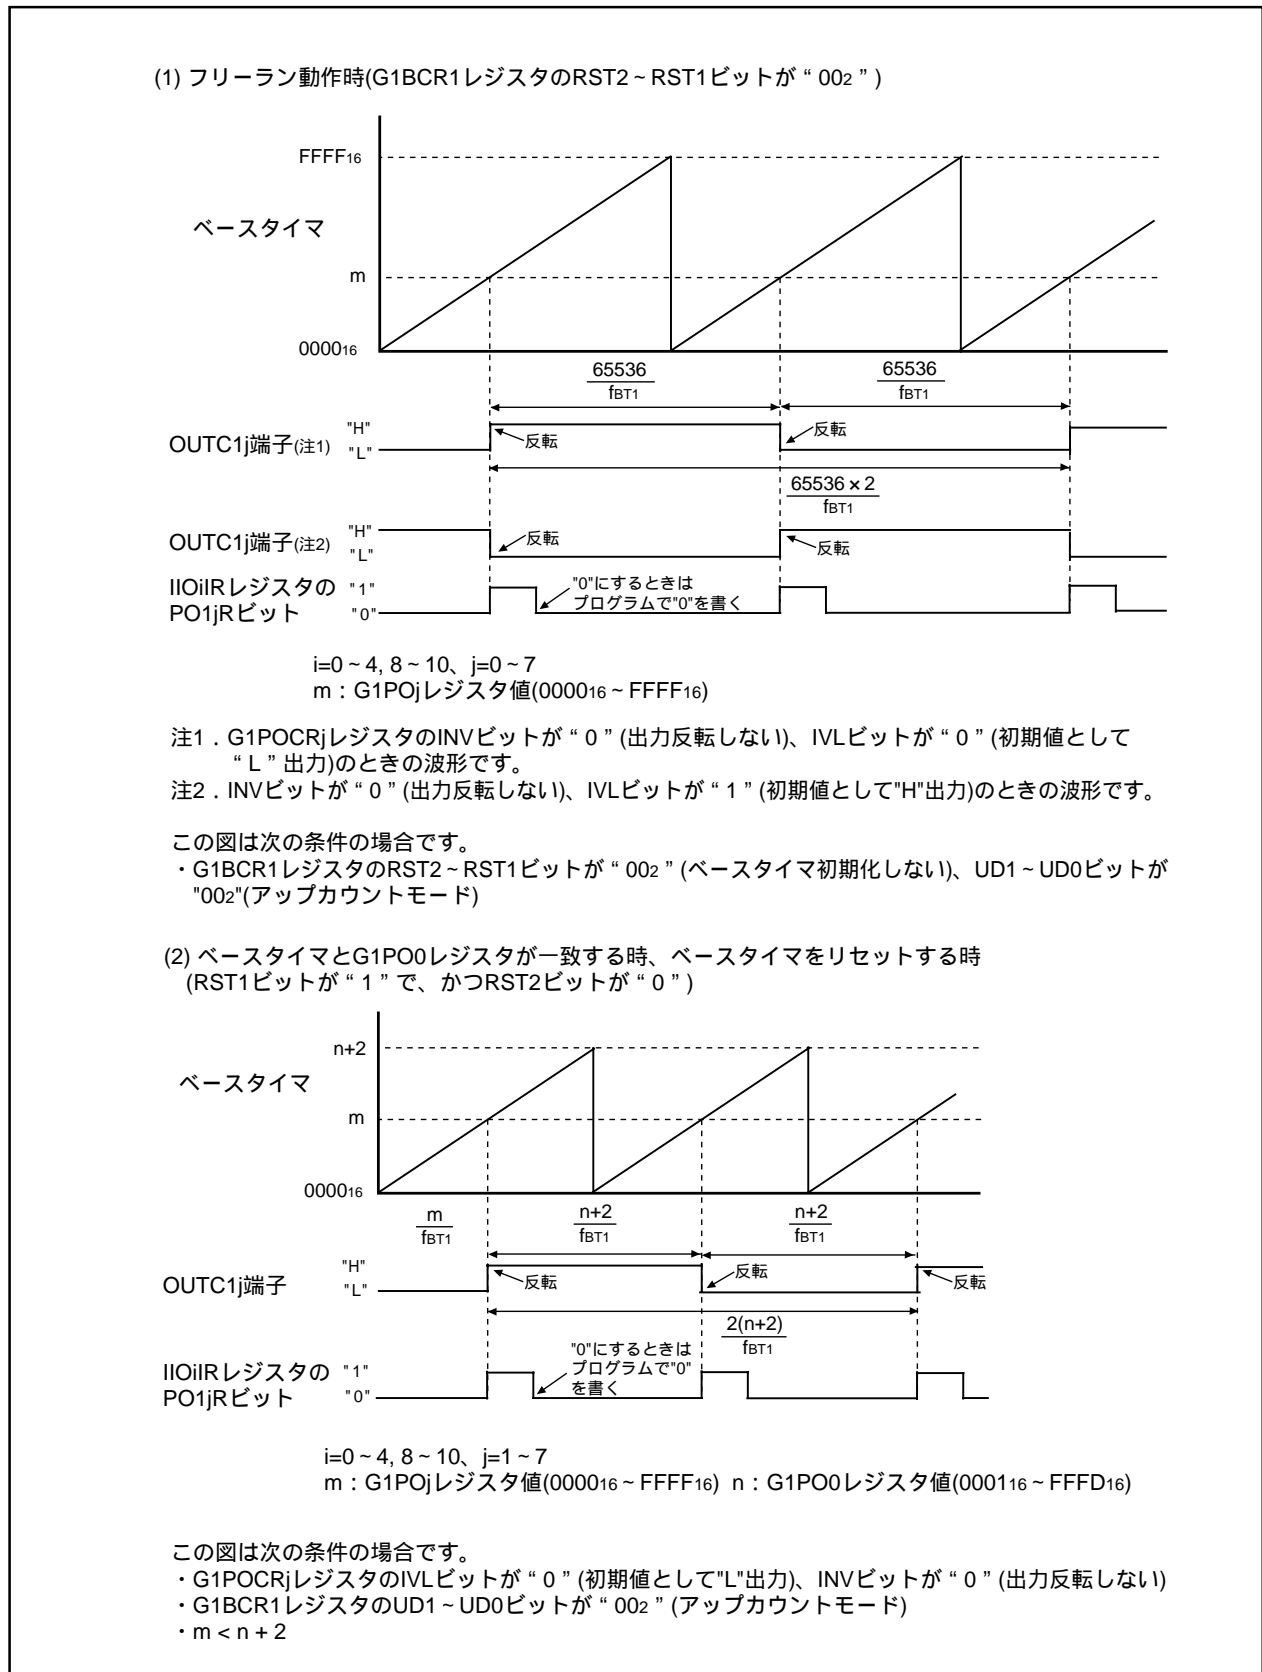 (1) フリーラン動作時(G1BCR1レジスタのRST2～RST1ビットが“002”)
FFFF16
ベースタイマ
m
000016
65536
fBT1
65536
fBT1
OUTC1j端子(注1)
"H"
"L"
反転
反転
65536×2
fBT1
OUTC1j端子(注2)
"H"
"L"
反転
反転
IIOiIRレジスタの
PO1jRビット
"1"
"0"
"0"にするときは
プログラムで"0"を書く
i=0～4, 8～10、j=0～7
m：G1POjレジスタ値(000016～FFFF16)
注1．G1POCRjレジスタのINVビットが“0”(出力反転しない)、IVLビットが“0”(初期値として
“L”出力)のときの波形です。
注2．INVビットが“0”(出力反転しない)、IVLビットが“1”(初期値として"H"出力)のときの波形です。
この図は次の条件の場合です。
・G1BCR1レジスタのRST2～RST1ビットが“002”(ベースタイマ初期化しない)、UD1～UD0ビットが
"002"(アップカウントモード)
(2) ベースタイマとG1PO0レジスタが一致する時、ベースタイマをリセットする時
(RST1ビットが“1”で、かつRST2ビットが“0”)
n+2
ベースタイマ
m
000016
m
fBT1
n+2
fBT1
n+2
fBT1
OUTC1j端子
"H"
"L"
反転
反転
反転
2(n+2)
fBT1
IIOiIRレジスタの
PO1jRビット
"1"
"0"
"0"にするときは
プログラムで"0"
を書く
i=0～4, 8～10、j=1～7
m：G1POjレジスタ値(000016～FFFF16) n：G1PO0レジスタ値(000116～FFFD16)
この図は次の条件の場合です。
・G1POCRjレジスタのIVLビットが“0”(初期値として"L"出力)、INVビットが“0”(出力反転しない)
・G1BCR1レジスタのUD1～UD0ビットが“002”(アップカウントモード)
・m < n + 2